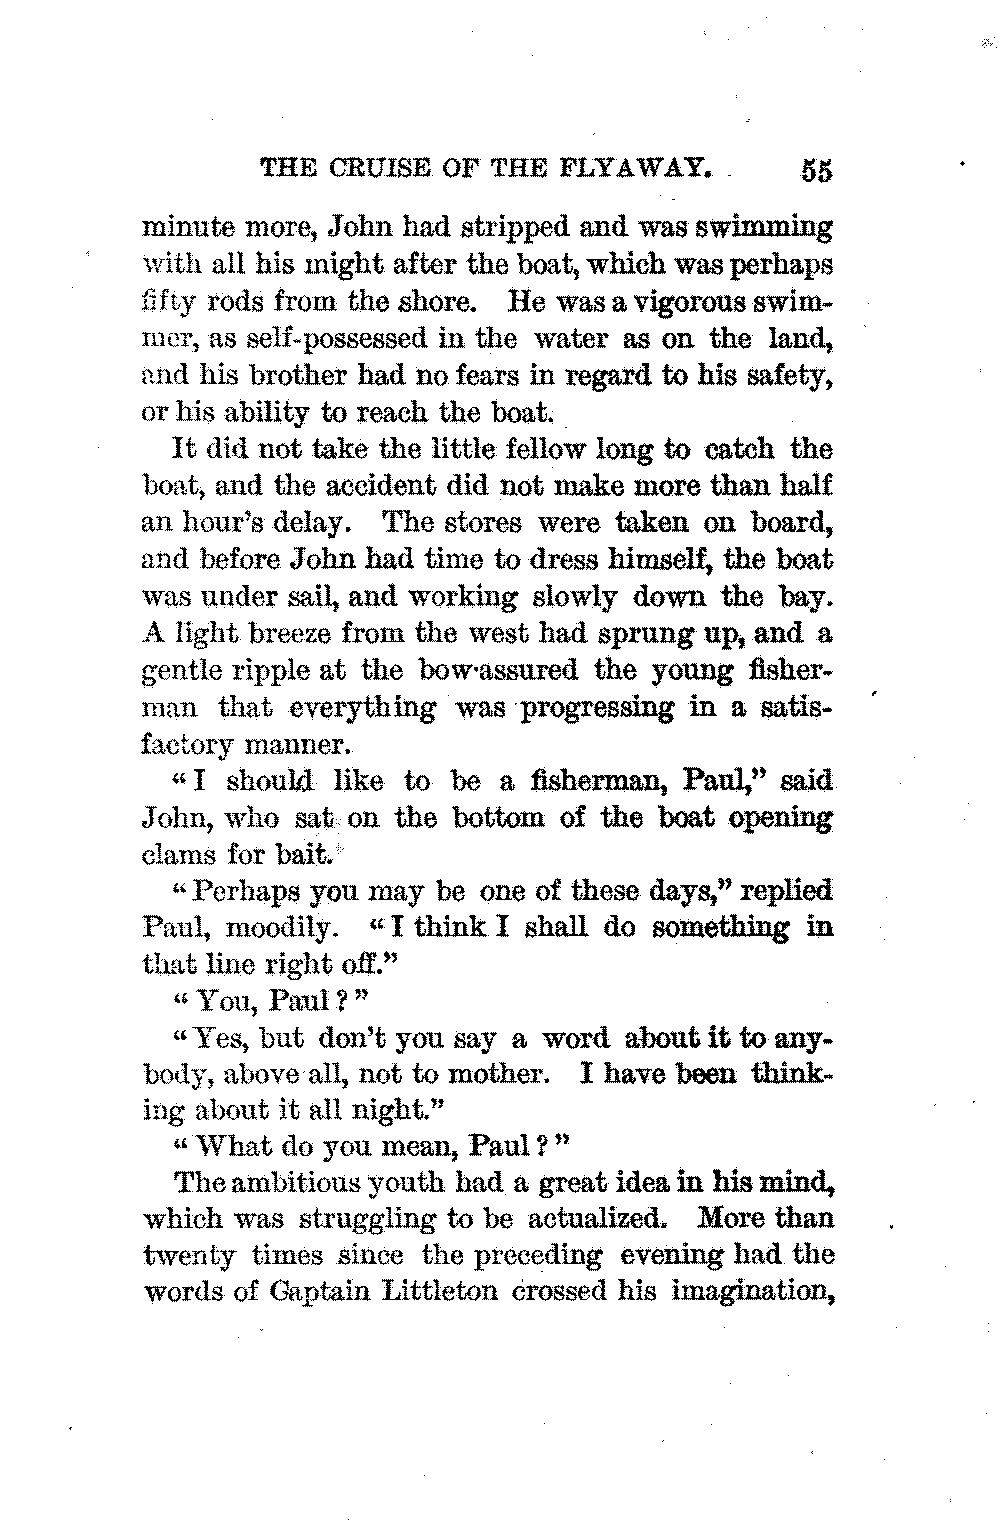 THE CRUISE OF THE FLYAWAY. 55
minute more, John had stripped and was swimming
with all his might after the boat, which was perhaps
fifty rods from the shore. He was a vigorous swim-
mer, as self-possessed in the water as on the land,
and his brother had no fears in regard to his safety,
or his ability to reach the boat.
It did not take the little fellow long to catch the
boat, and the accident did not make more than half
an hour's delay. The stores were taken on board,
and before John had time to dress himself, the boat
was under sail, and working slowly down the bay.
A light breeze from the west had sprung up, and a
gentle ripple at the bow assured the young fisher-
man that everything was progressing in a satis-
factory manner.
"I should like to be a fisherman, Paul," said
John, who sat on the bottom of the boat opening
clams for bait.
"Perhaps you may be one of these days," replied
Paul, moodily. "I think I shall do something in
that line right off."
"You, Paul?"
"Yes, but don't you say a word about it to any-
body, above all, not to mother. I have been think-
ing about it all night."
"What do you mean, Paul?"
The ambitious youth had a great idea in his mind,
which was struggling to be actualized. More than
twenty times since the preceding evening had the
words of Captain Littleton crossed his imagination,